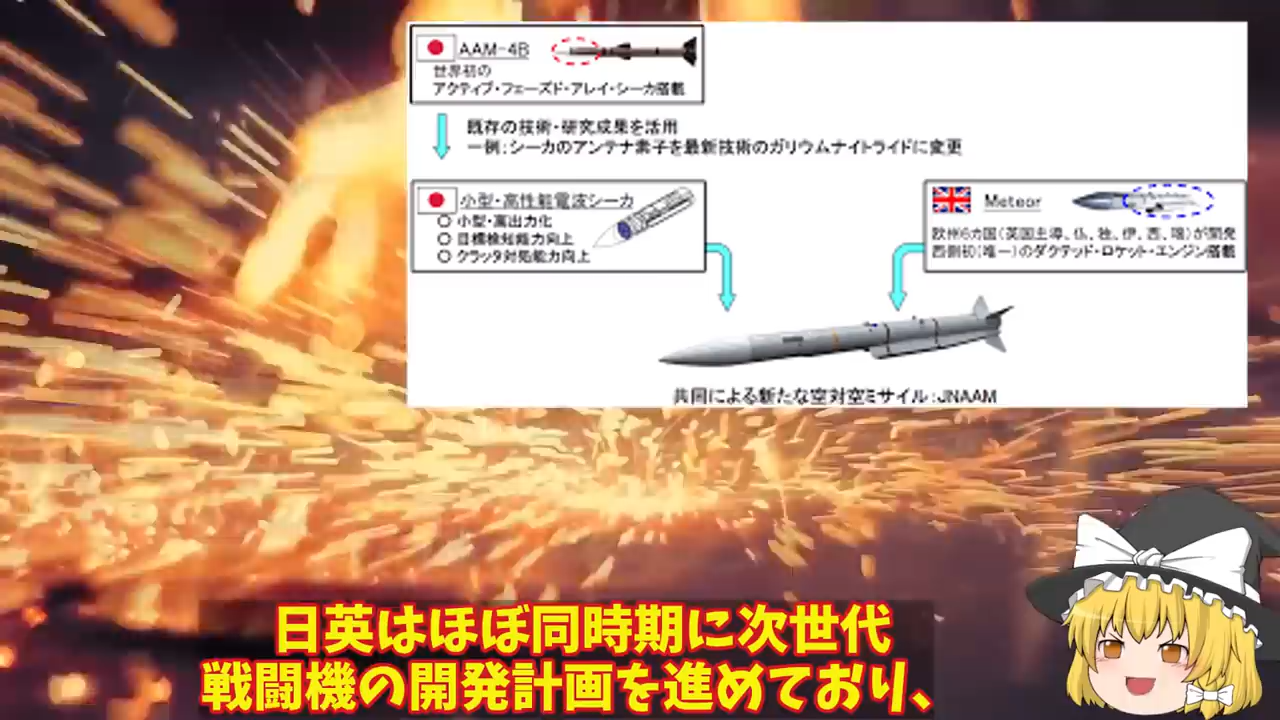 AAM-4B
世界初の
アクティブ・フェーズド・アレイ・シーカ搭載
既存の技術・研究成果を活用
一例:シーカのアンテナ素子を最新技術のガリウムナイトライドに変更
小型・高性能電波シーカ
○ 小型・高出力化
○ 目標検知能力向上
○ クラッタ対処能力向上
Meteor
欧州6カ国(英国主導、仏、独、伊、西、瑞)が開発
西側初(唯一)のダクテッド・ロケット・エンジン搭載
共同による新たな空対空ミサイル:JNAAM
日英はほぼ同時期に次世代
戦闘機の開発計画を進めており、